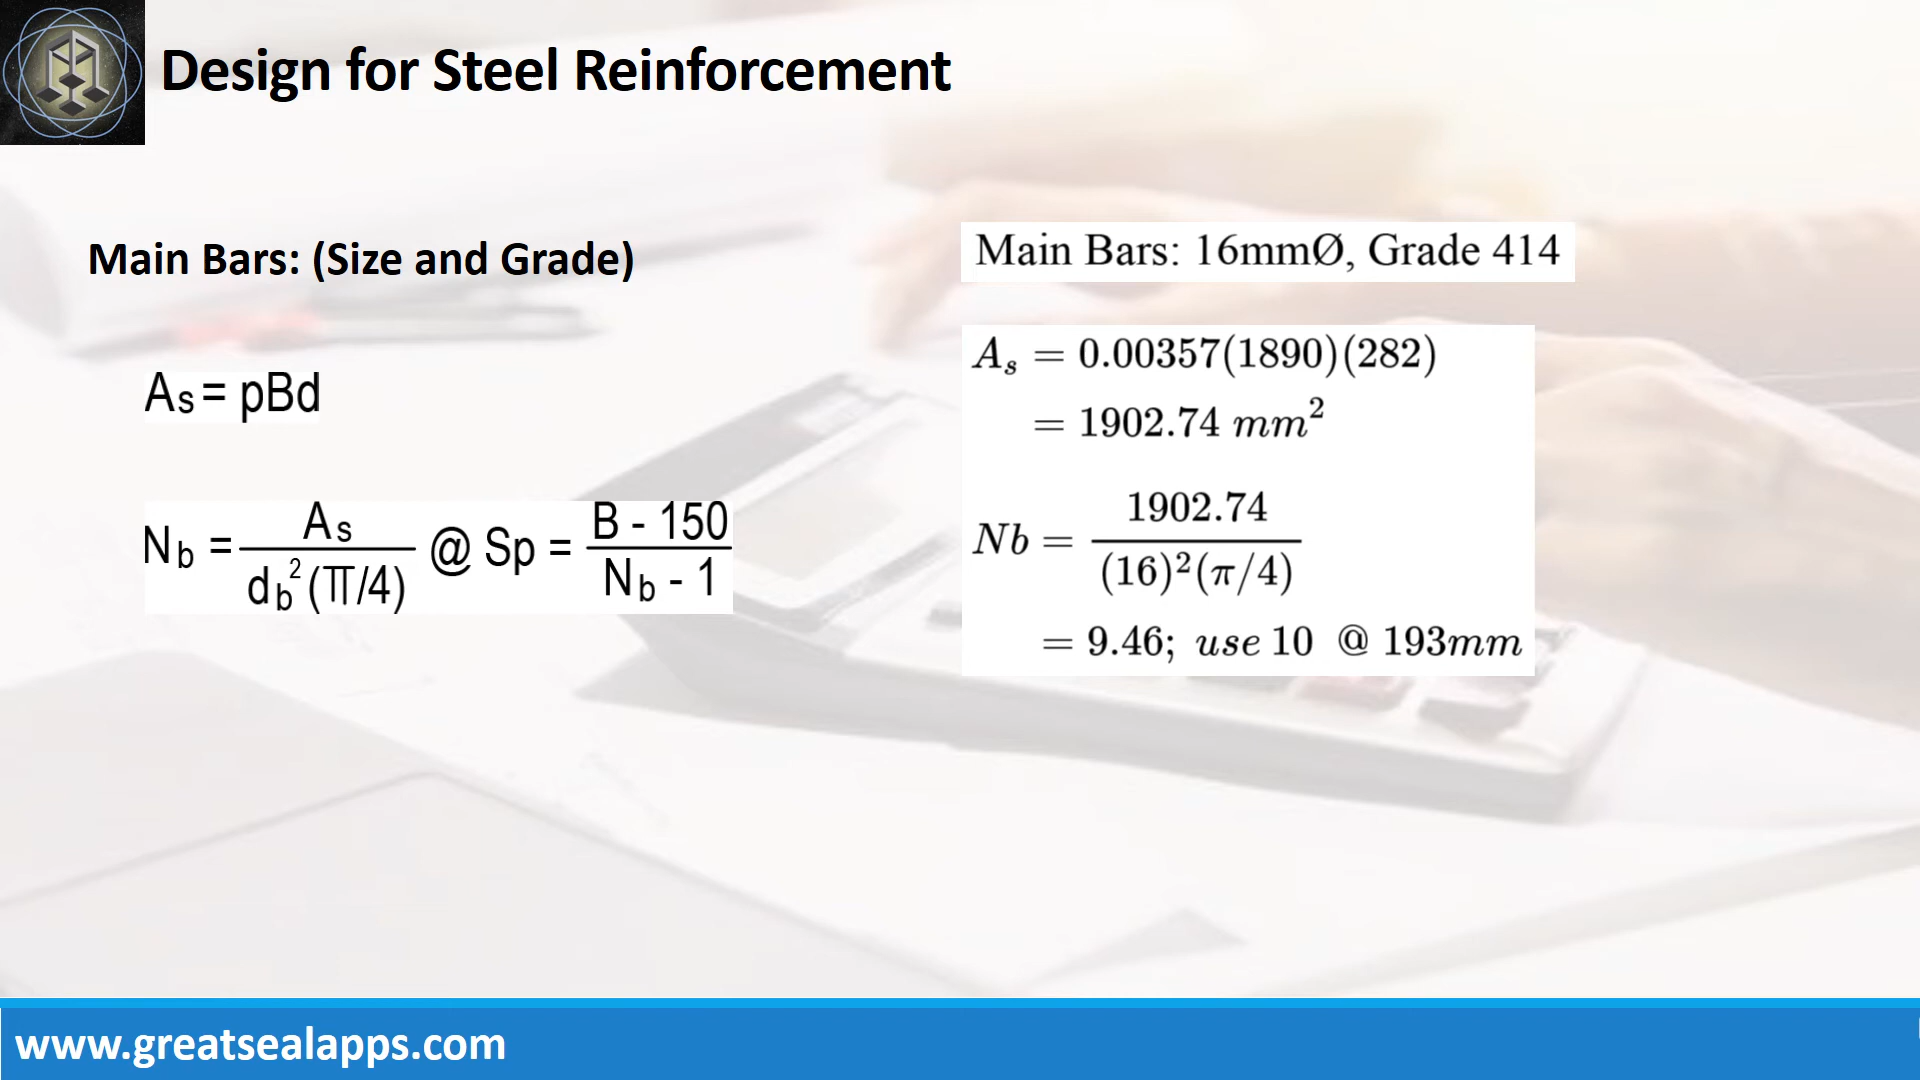 Design for Steel Reinforcement
Main Bars: (Size and Grade)
As = pBd
Nb = As / db²(π/4) @ Sp = B - 150 / Nb - 1
Main Bars: 16mmØ, Grade 414
As = 0.00357(1890)(282)
= 1902.74 mm²
Nb = 1902.74 / (16)²(π/4)
= 9.46; use 10 @ 193mm
www.greatsealapps.com